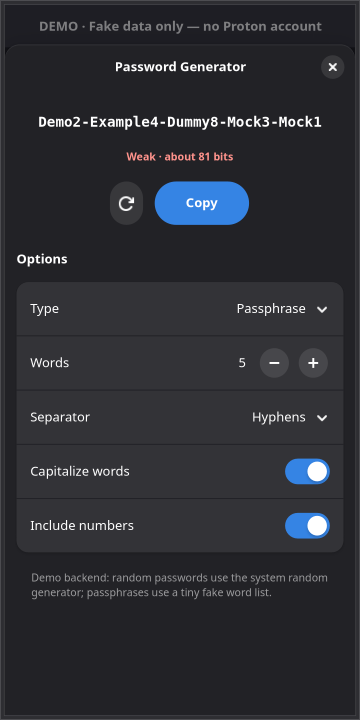 DEMO · Fake data only — no Proton account
Password Generator
Demo2-Example4-Dummy8-Mock3-Mock1
Weak · about 81 bits
Copy
Options
Type Passphrase
Words 5
Separator Hyphens
Capitalize words
Include numbers
Demo backend: random passwords use the system random
generator; passphrases use a tiny fake word list.